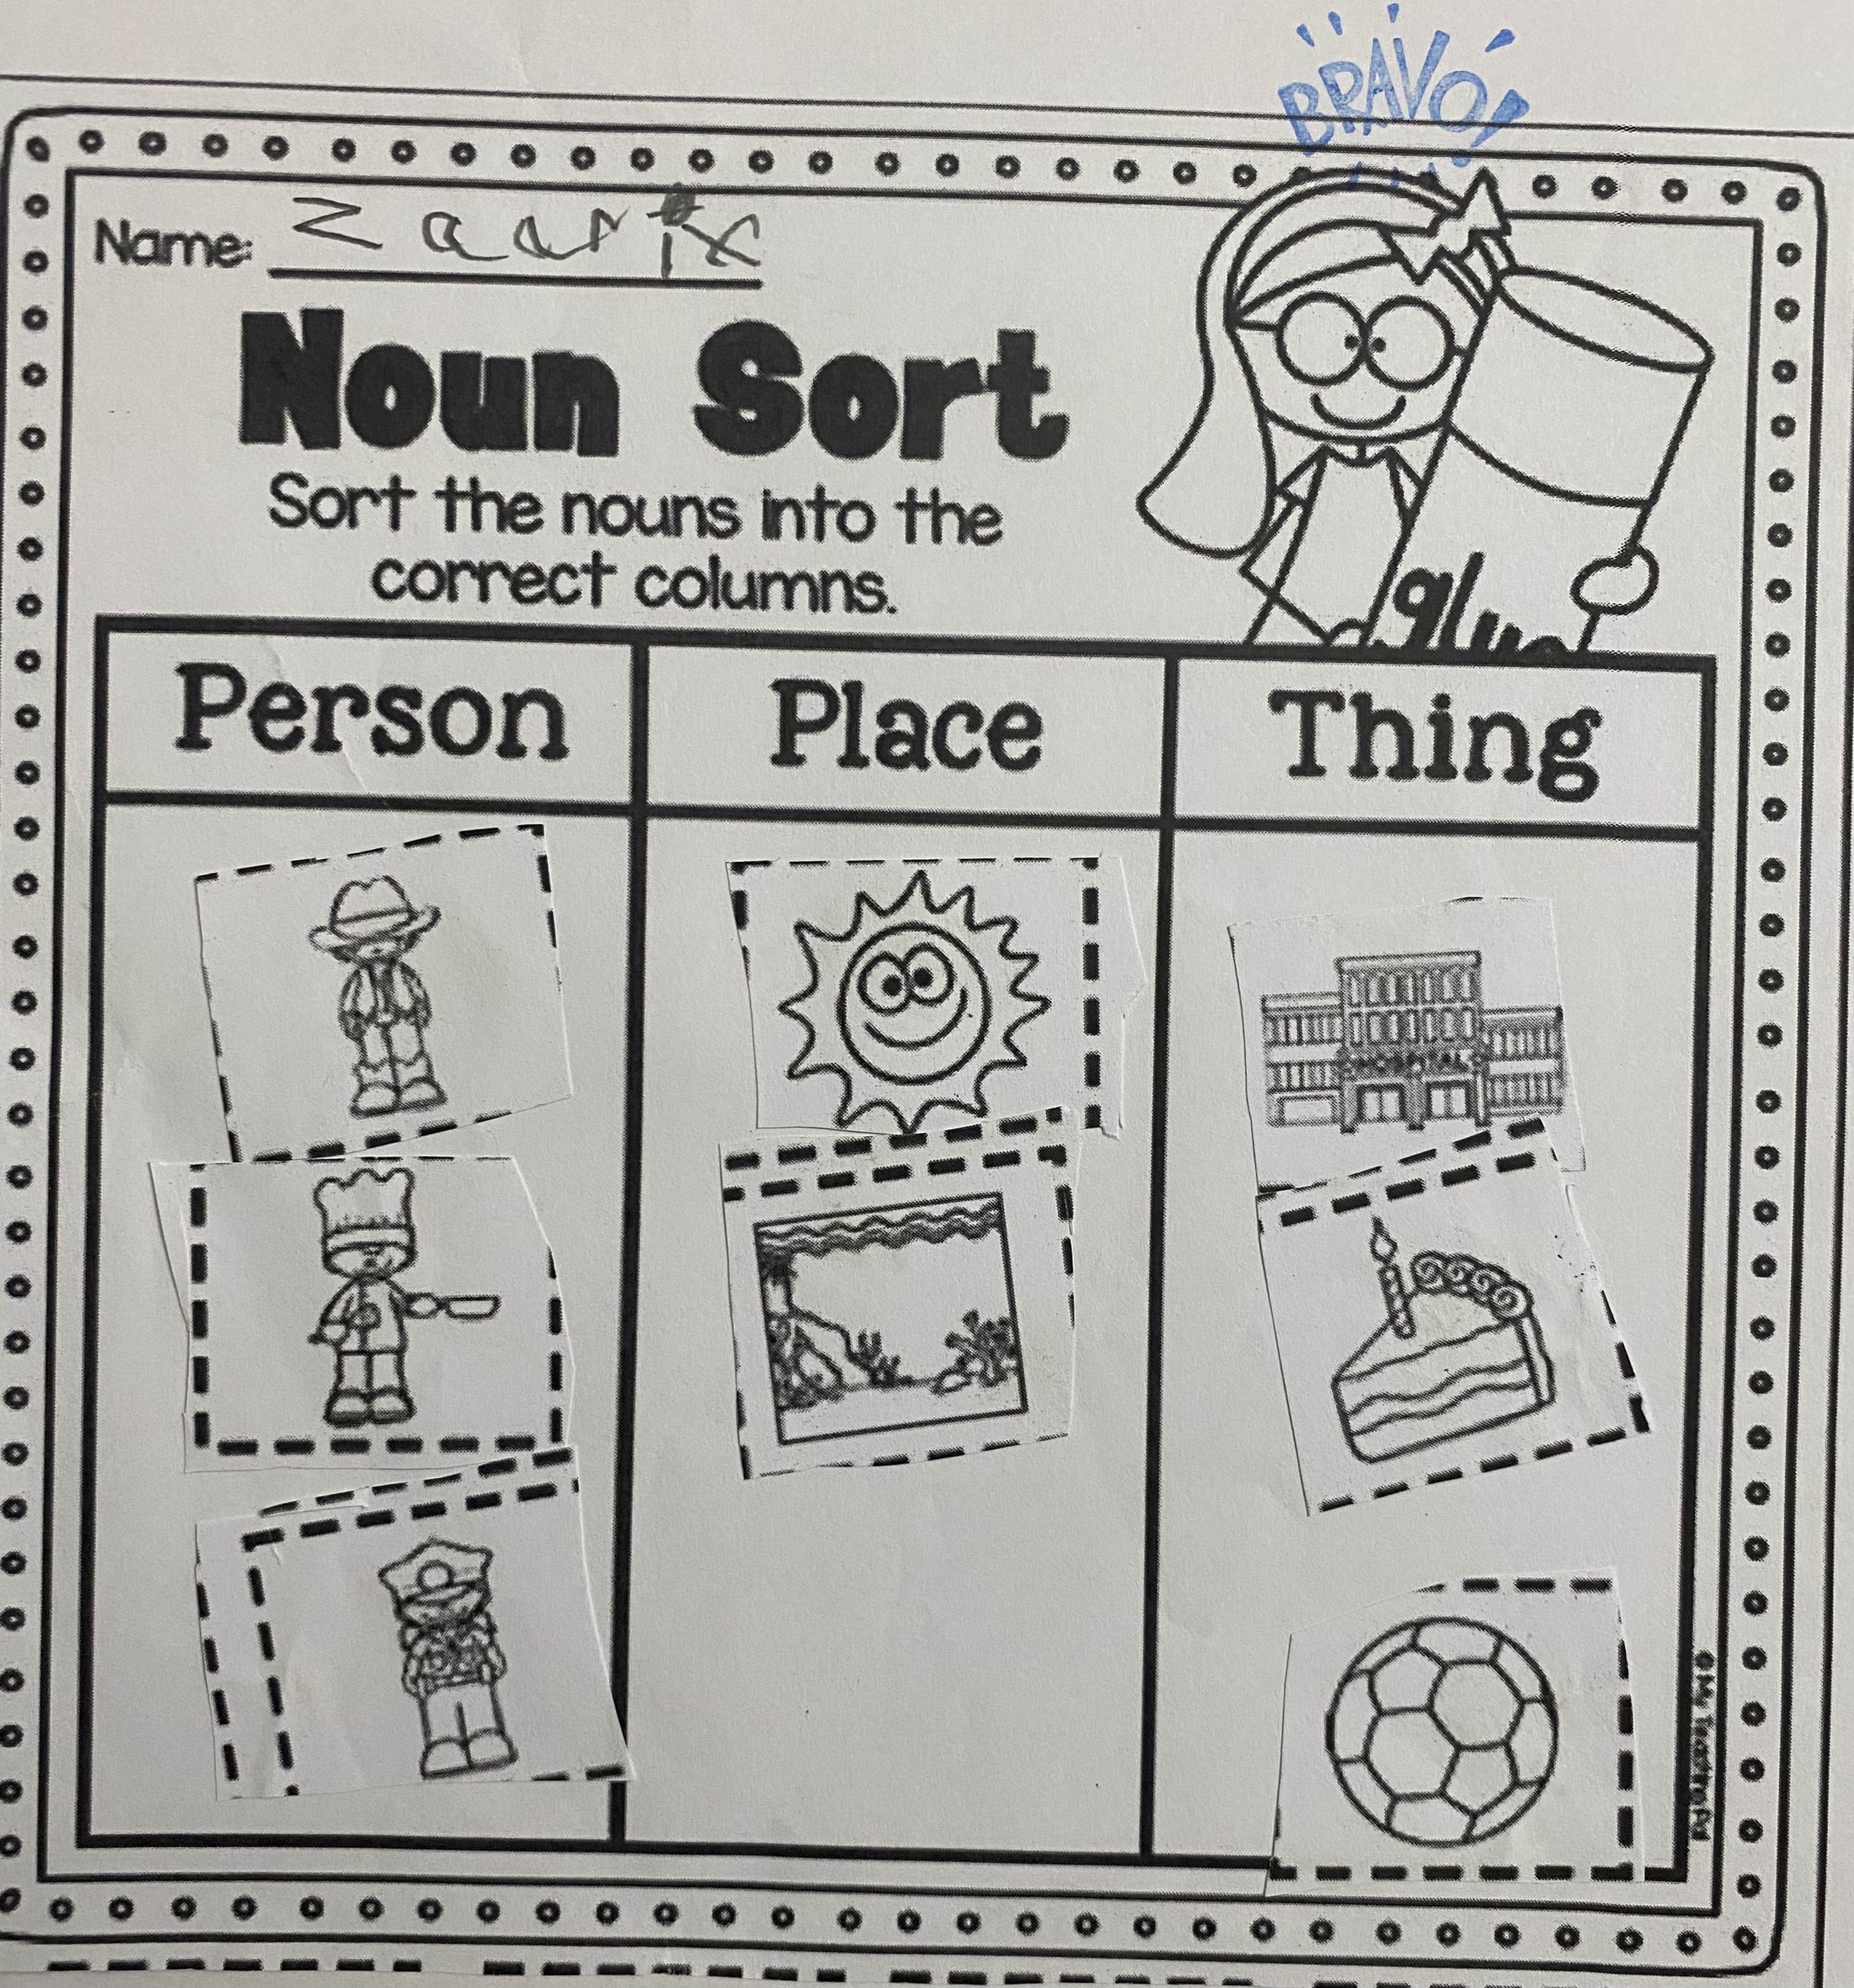 BRAVO!
Name: Zaarix
Noun Sort
Sort the nouns into the
correct columns.
glue
Person Place Thing
HOSPITAL
© My Teaching Pal